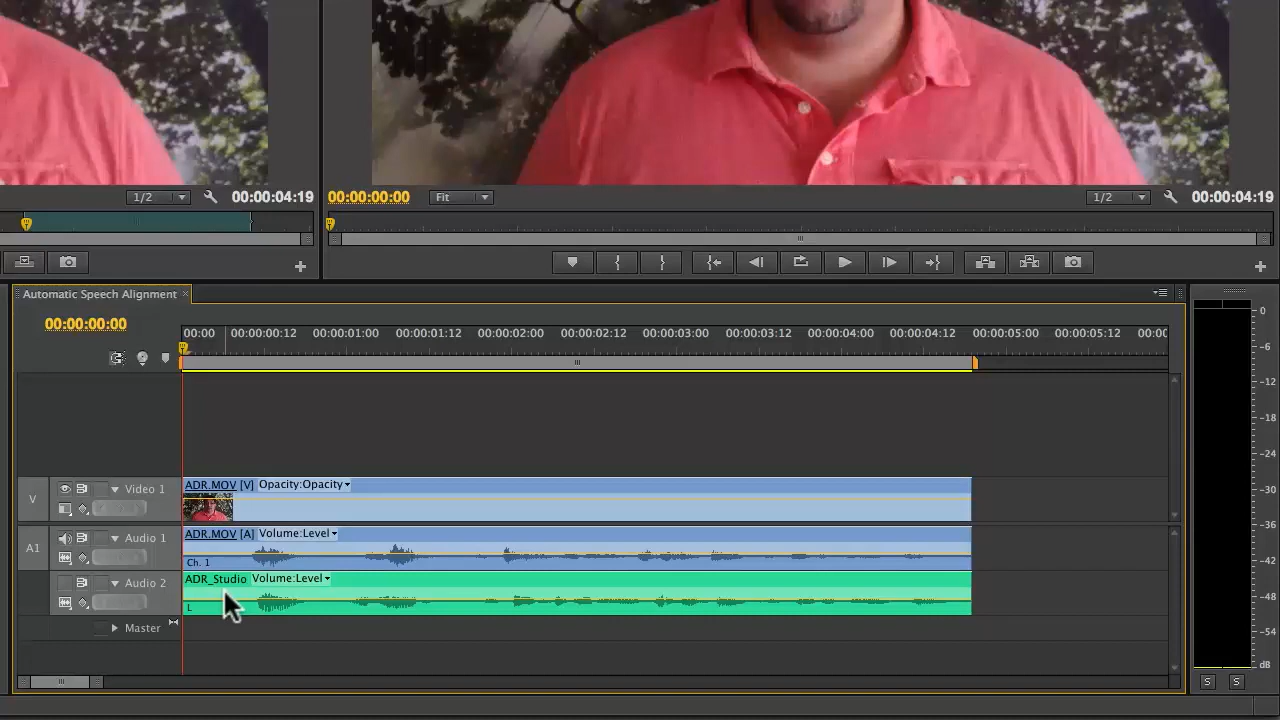 1/2
00:00:04:19
00:00:00:00
Fit
1/2
00:00:04:19
Automatic Speech Alignment
00:00:00:00
00:00
00:00:00:12
00:00:01:00
00:00:01:12
00:00:02:00
00:00:02:12
00:00:03:00
00:00:03:12
00:00:04:00
00:00:04:12
00:00:05:00
00:00:05:12
00:00
0
-6
-12
-18
-24
-30
-36
-42
-48
-54
dB
V
Video 1
ADR.MOV [V] Opacity:Opacity
A1
Audio 1
ADR.MOV [A] Volume:Level
Ch. 1
Audio 2
ADR_Studio Volume:Level
L
Master
S S